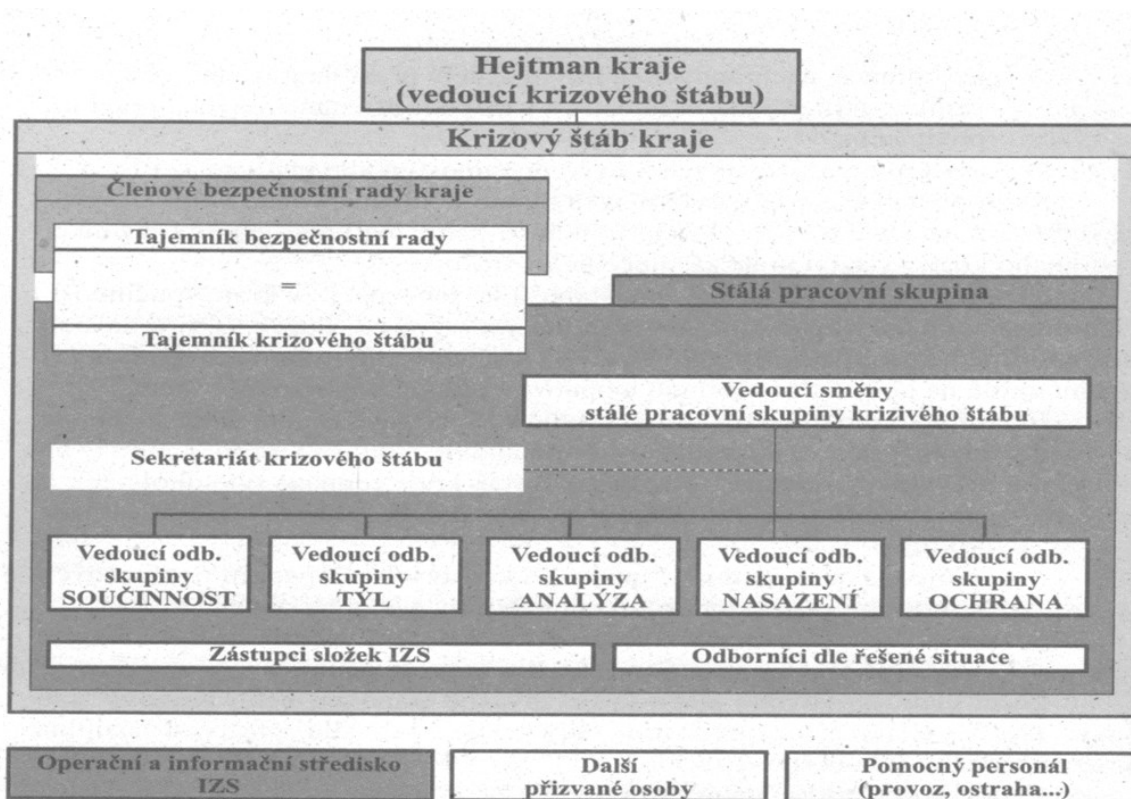 Hejtman kraje
(vedoucí krizového štábu)
Krizový štáb kraje
Členové bezpečnostní rady kraje
Tajemník bezpečnostní rady
=
Tajemník krizového štábu
Stálá pracovní skupina
Vedoucí směny
stálé pracovní skupiny krizivého štábu
Sekretariát krizového štábu
Vedoucí odb.
skupiny
SOUČINNOST
Vedoucí odb.
skupiny
TÝL
Vedoucí odb.
skupiny
ANALÝZA
Vedoucí odb.
skupiny
NASAZENÍ
Vedoucí odb.
skupiny
OCHRANA
Zástupci složek IZS
Odborníci dle řešené situace
Operační a informační středisko
IZS
Další
přizvané osoby
Pomocný personál
(provoz, ostraha...)